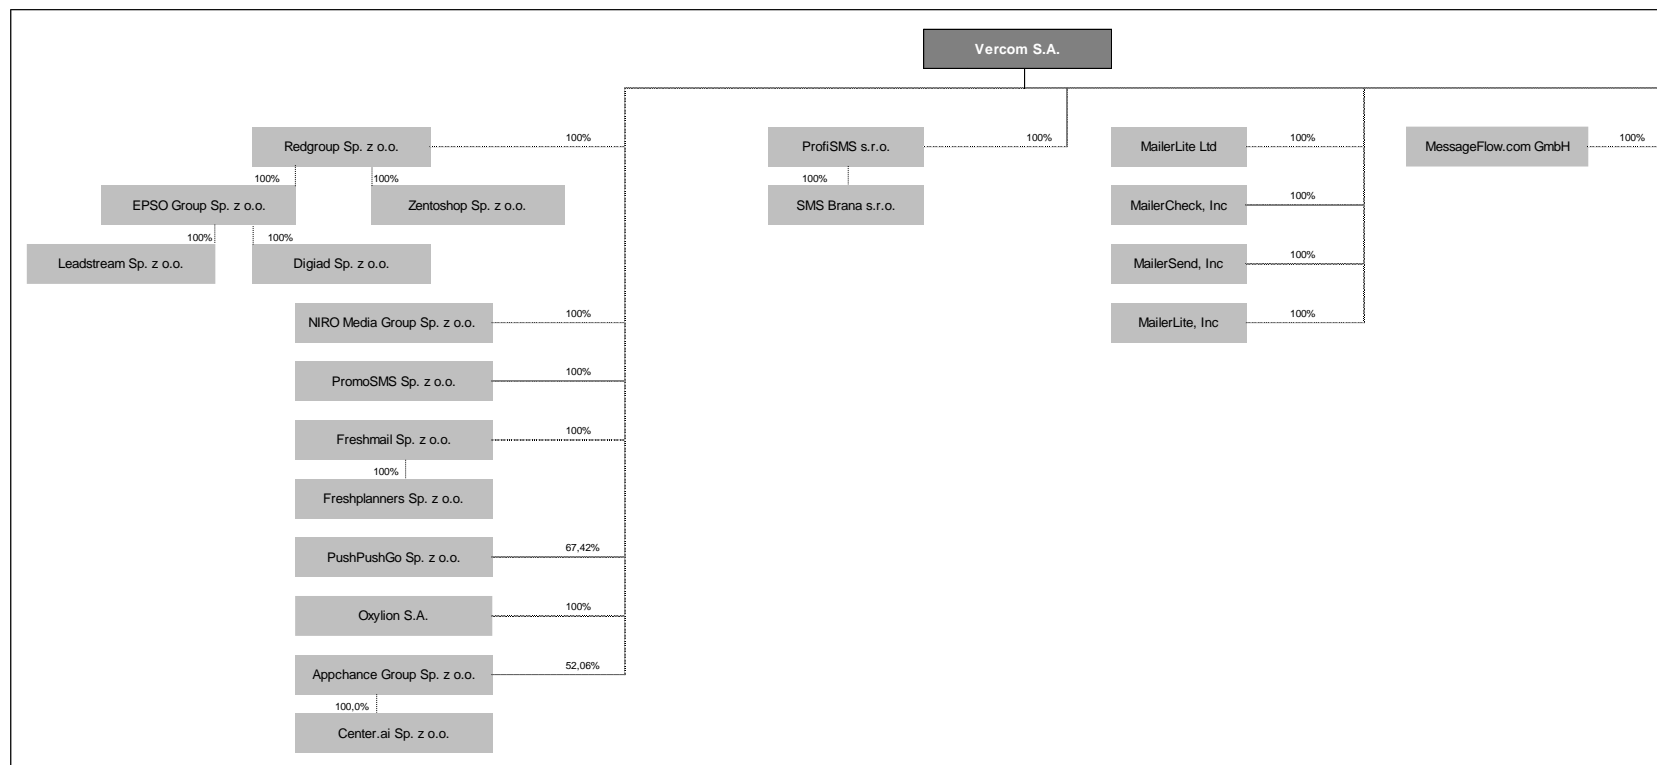 Vercom S.A.
100%
100%
100%
100%
Redgroup Sp. z o.o.
ProfiSMS s.r.o.
MailerLite Ltd
MessageFlow.com GmbH
100%
100%
100%
100%
EPSO Group Sp. z o.o.
Zentoshop Sp. z o.o.
SMS Brana s.r.o.
MailerCheck, Inc
100%
100%
100%
Leadstream Sp. z o.o.
Digiad Sp. z o.o.
MailerSend, Inc
100%
100%
NIRO Media Group Sp. z o.o.
MailerLite, Inc
100%
PromoSMS Sp. z o.o.
100%
Freshmail Sp. z o.o.
100%
Freshplanners Sp. z o.o.
67,42%
PushPushGo Sp. z o.o.
100%
Oxylion S.A.
52,06%
Appchance Group Sp. z o.o.
100,0%
Center.ai Sp. z o.o.